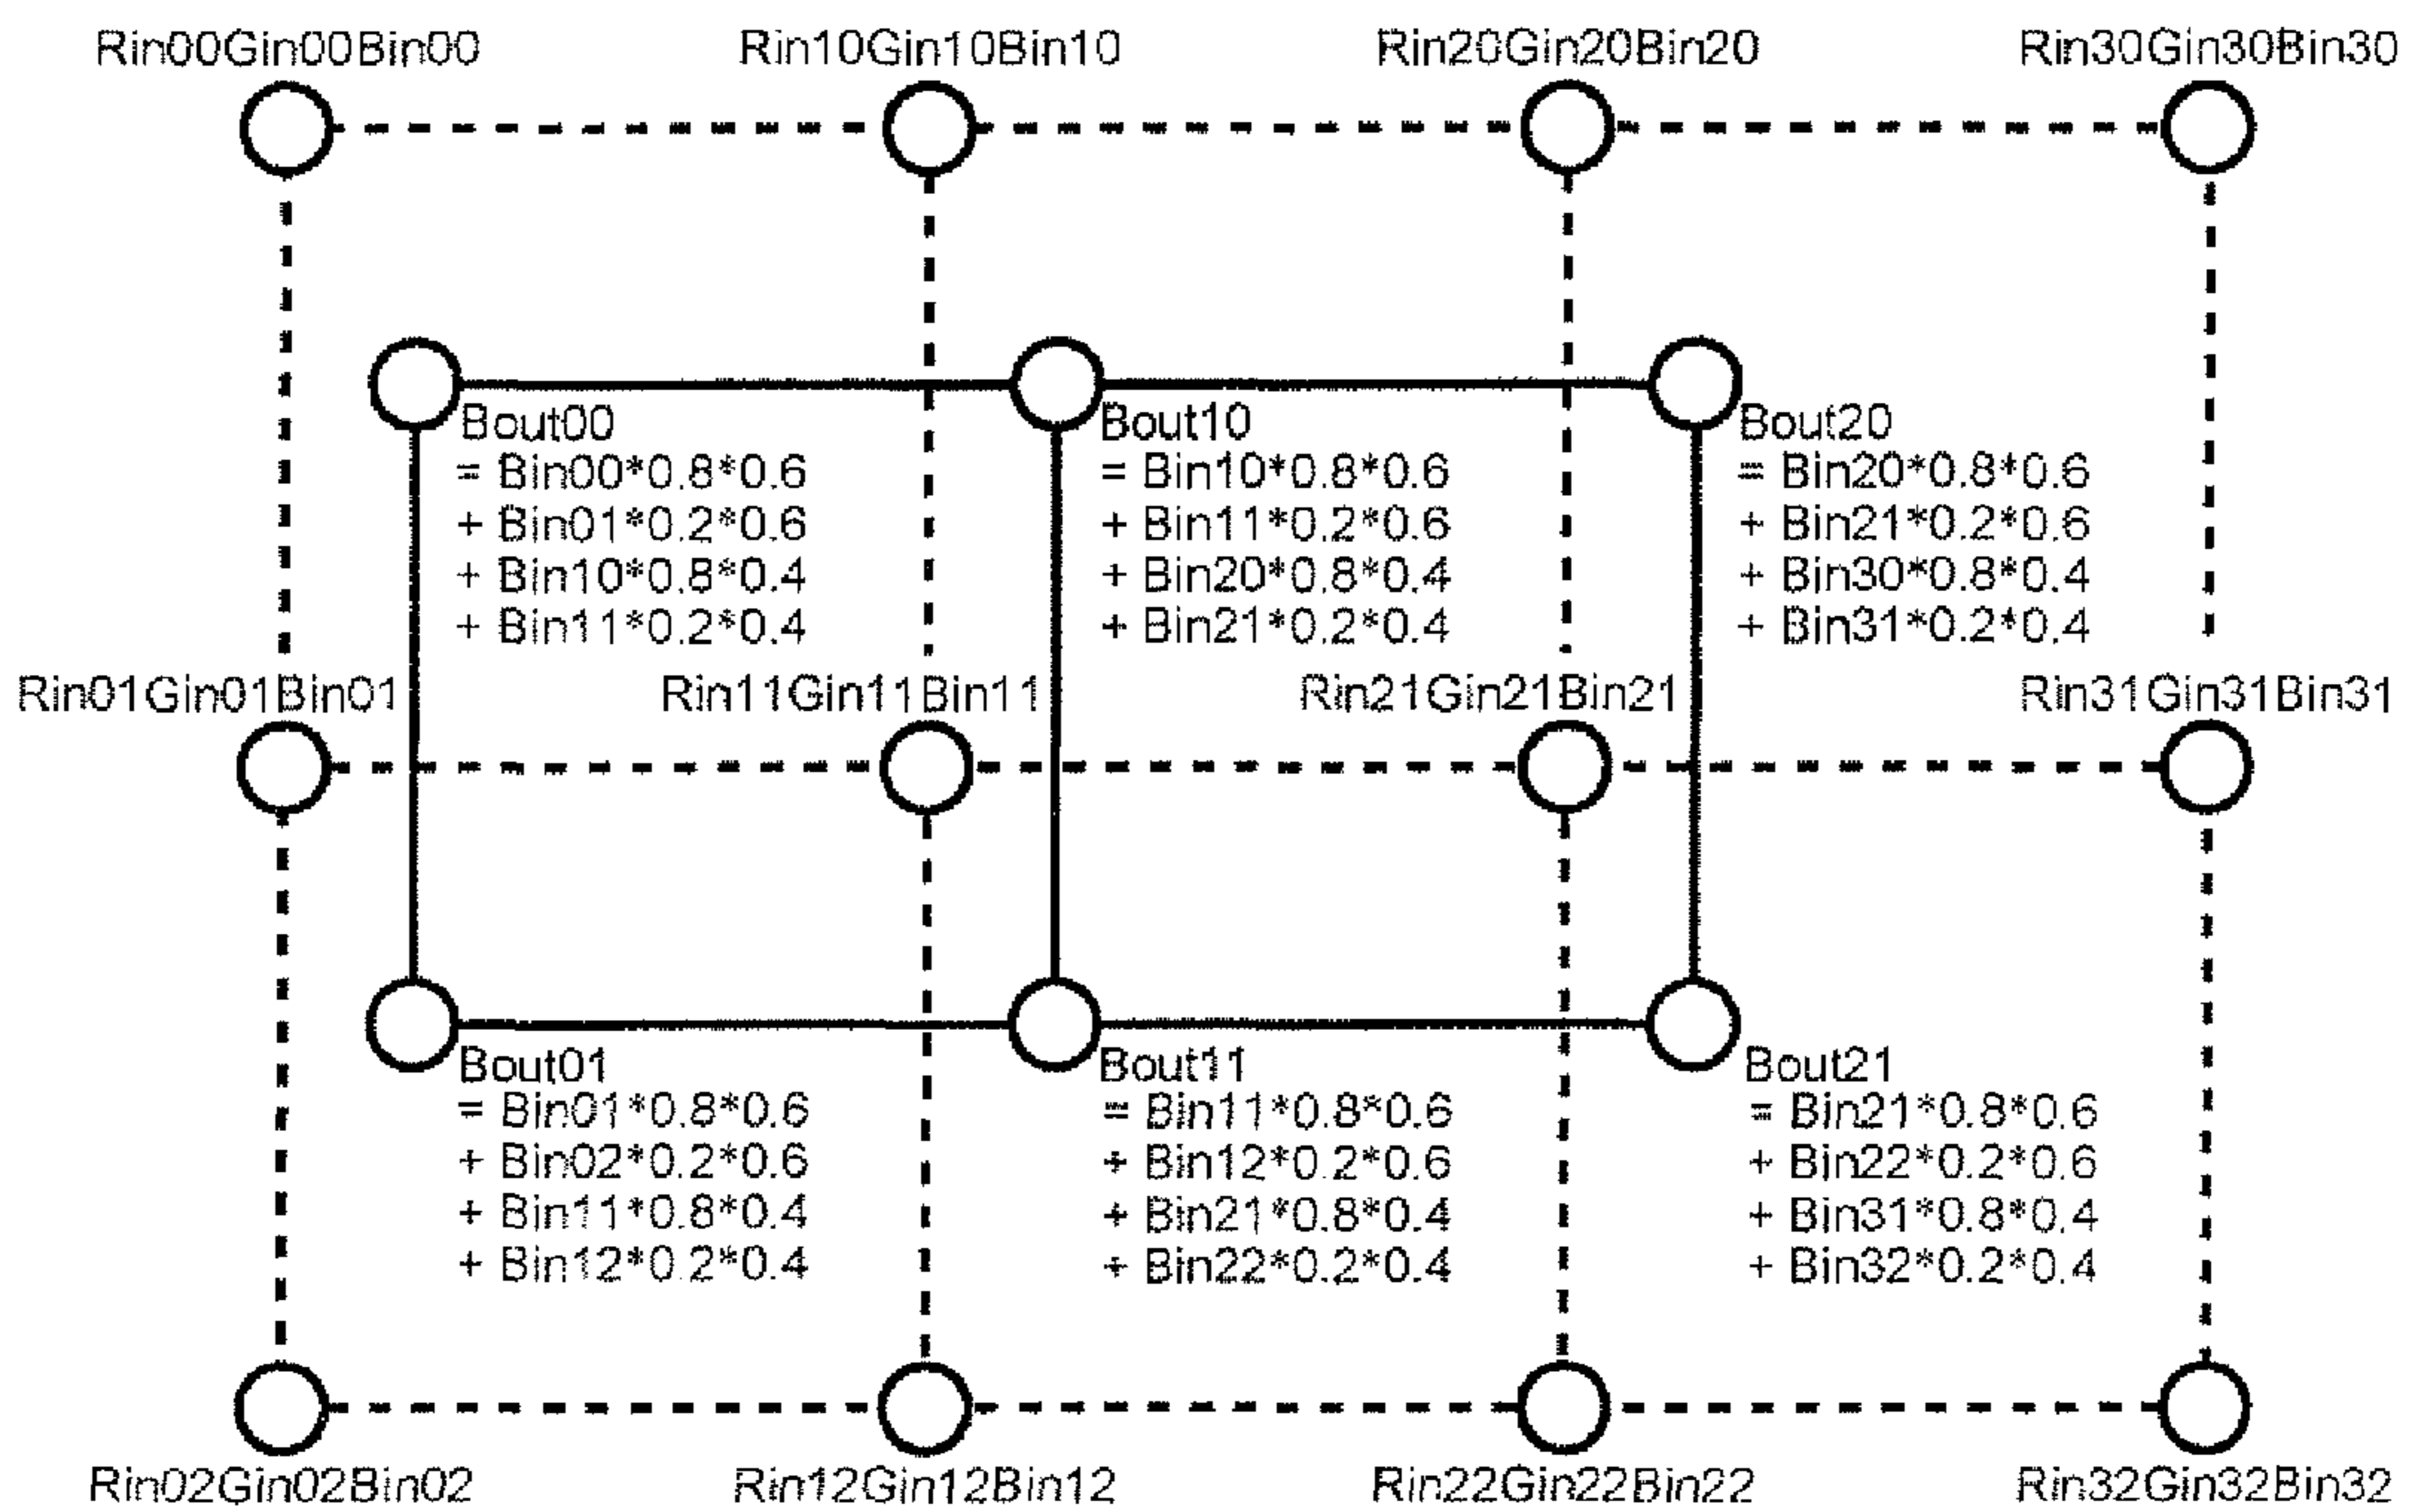 Rin00Gin00Bin00
Rin10Gin10Bin10
Rin20Gin20Bin20
Rin30Gin30Bin30
Bout00
= Bin00*0.8*0.6
+ Bin01*0.2*0.6
+ Bin10*0.8*0.4
+ Bin11*0.2*0.4
Bout10
= Bin10*0.8*0.6
+ Bin11*0.2*0.6
+ Bin20*0.8*0.4
+ Bin21*0.2*0.4
Bout20
= Bin20*0.8*0.6
+ Bin21*0.2*0.6
+ Bin30*0.8*0.4
+ Bin31*0.2*0.4
Rin01Gin01Bin01
Rin11Gin11Bin11
Rin21Gin21Bin21
Rin31Gin31Bin31
Bout01
= Bin01*0.8*0.6
+ Bin02*0.2*0.6
+ Bin11*0.8*0.4
+ Bin12*0.2*0.4
Bout11
= Bin11*0.8*0.6
+ Bin12*0.2*0.6
+ Bin21*0.8*0.4
+ Bin22*0.2*0.4
Bout21
= Bin21*0.8*0.6
+ Bin22*0.2*0.6
+ Bin31*0.8*0.4
+ Bin32*0.2*0.4
Rin02Gin02Bin02
Rin12Gin12Bin12
Rin22Gin22Bin22
Rin32Gin32Bin32